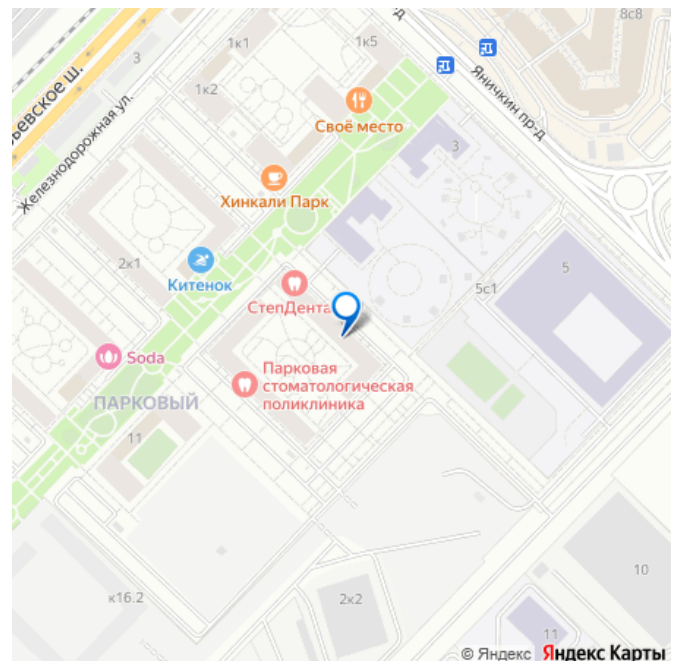 8с8
1к1
1к5
3
1к2
ьевское ш.
д
Яничкин пр-д
Железнодорожная ул.
Своё место
3
Хинкали Парк
2к1
Китенок
5
СтепДента
5с1
Soda
Парковая
стоматологическая
поликлиника
ПАРКОВЫЙ
11
10
к16.2
2к2
11
© Яндекс Яндекс Карты